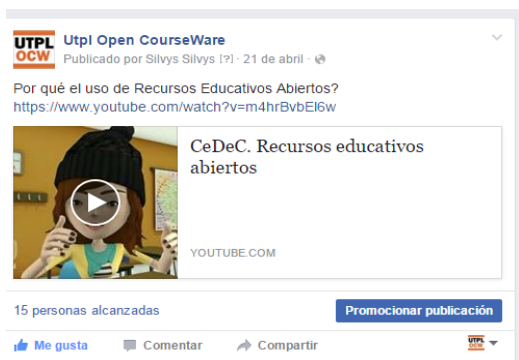 UTPL
OCW
Utpl Open CourseWare
Publicado por Silvys Silvys [?] · 21 de abril ·
Por qué el uso de Recursos Educativos Abiertos?
https://www.youtube.com/watch?v=m4hrBvbEl6w
CeDeC. Recursos educativos
abiertos
YOUTUBE.COM
15 personas alcanzadas
Promocionar publicación
Me gusta
Comentar
Compartir
UTPL
OCW